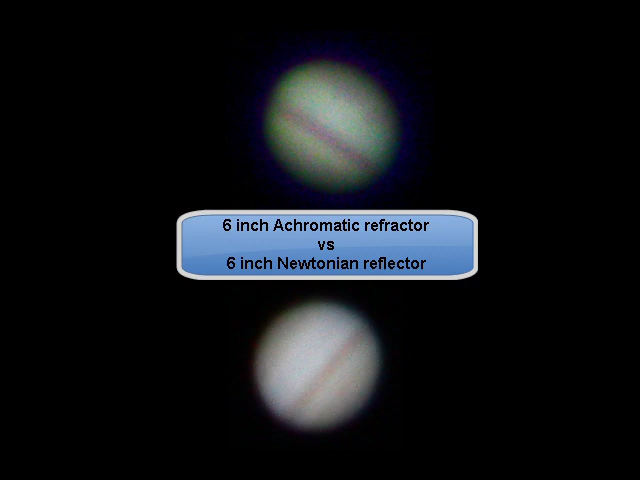 6 inch Achromatic refractor
vs
6 inch Newtonian reflector